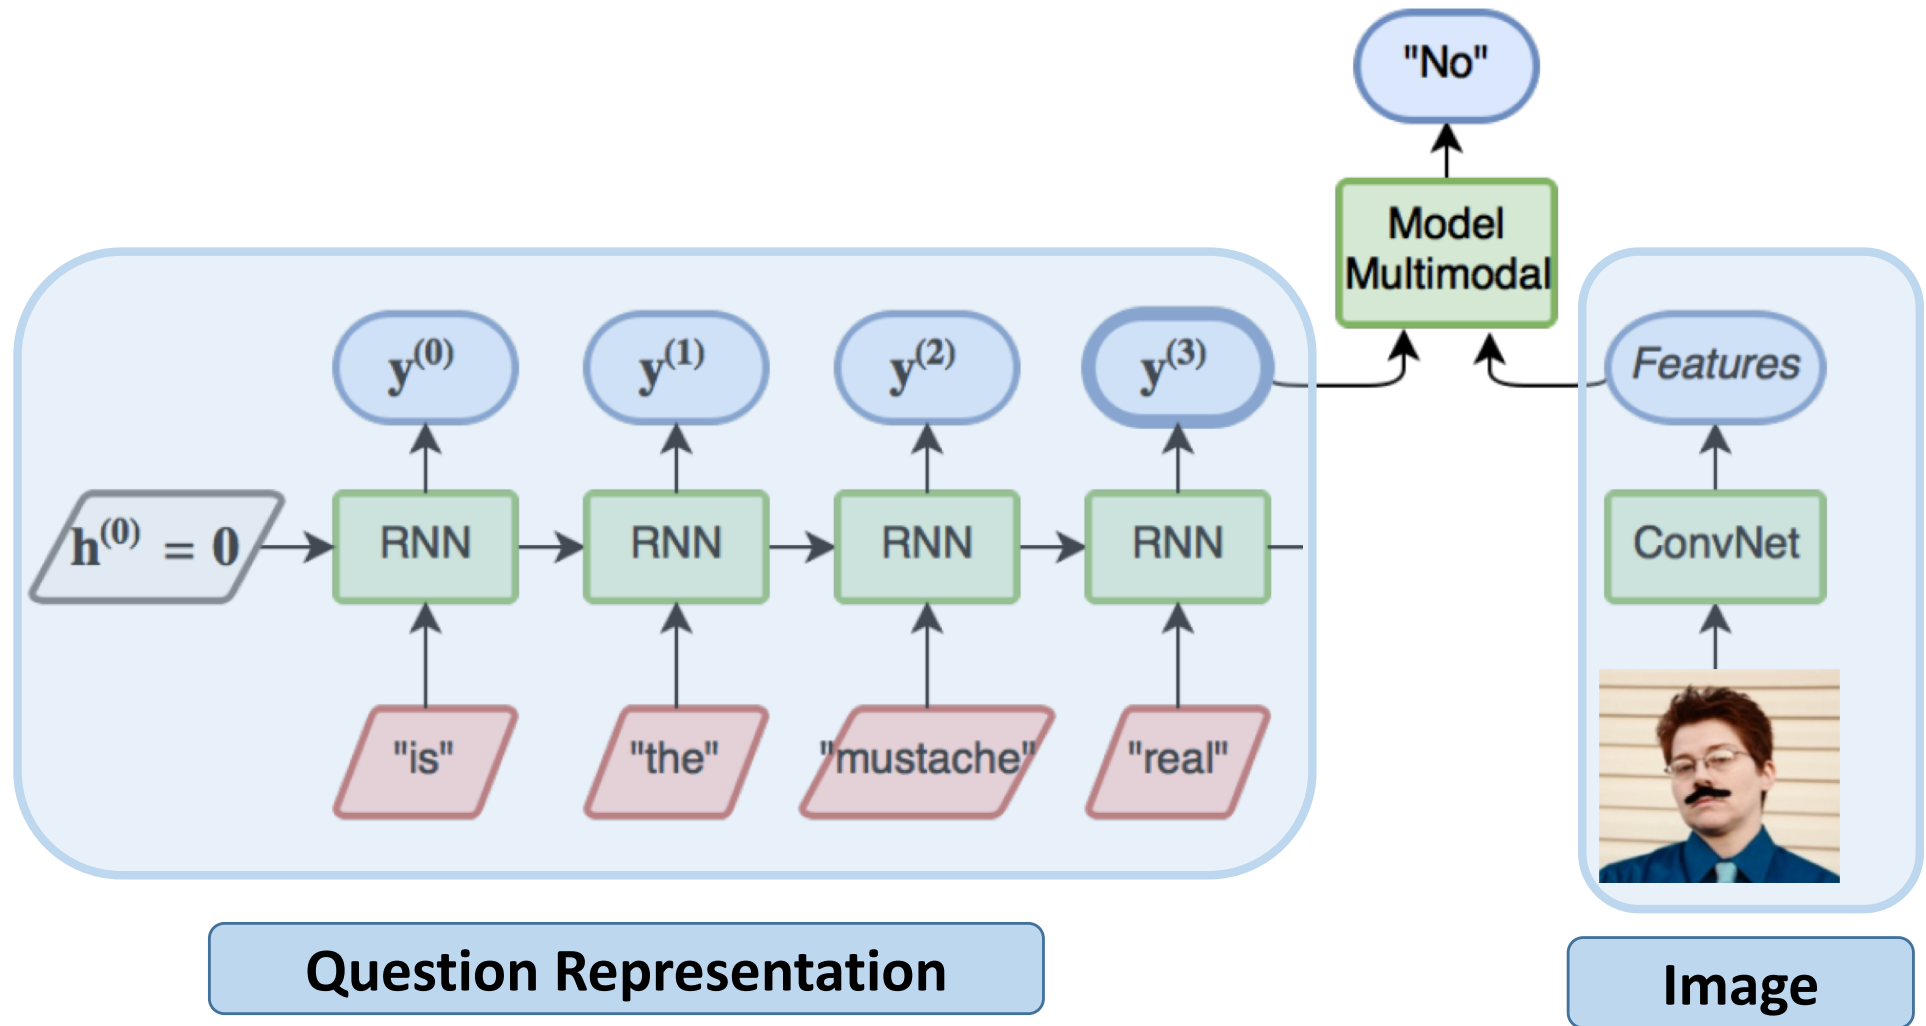 "No"
Model
Multimodal
y(0) y(1) y(2) y(3) Features
h(0) = 0 RNN RNN RNN RNN ConvNet
"is" "the" "mustache" "real"
Question Representation
Image